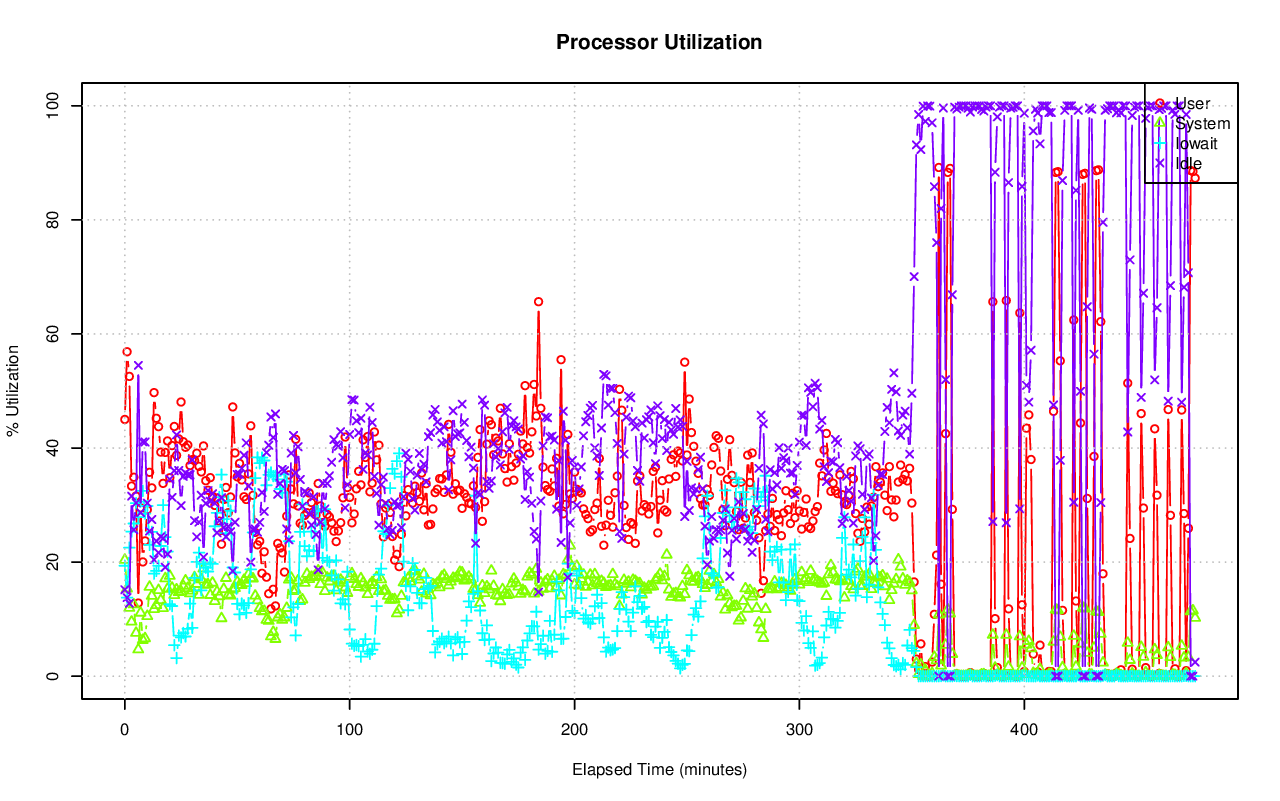 Processor Utilization
% Utilization
100
80
60
40
20
0
User
System
Iowait
Idle
0 100 200 300 400
Elapsed Time (minutes)